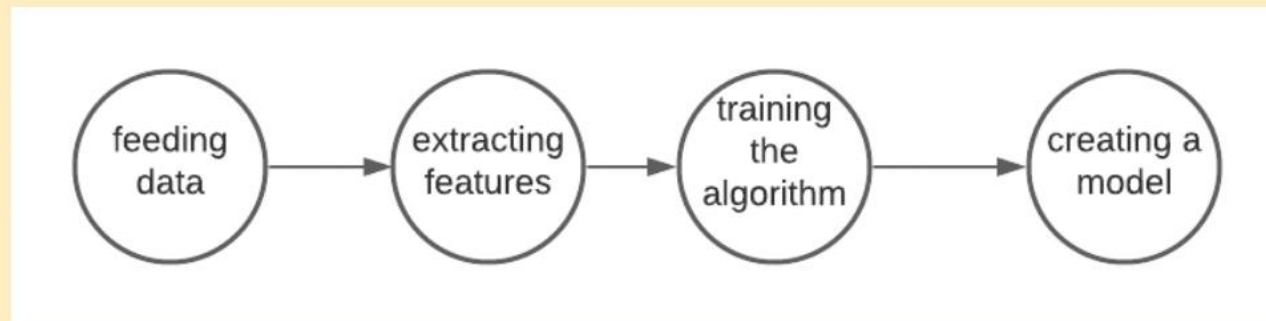 feeding
data
extracting
features
training
the
algorithm
creating a
model